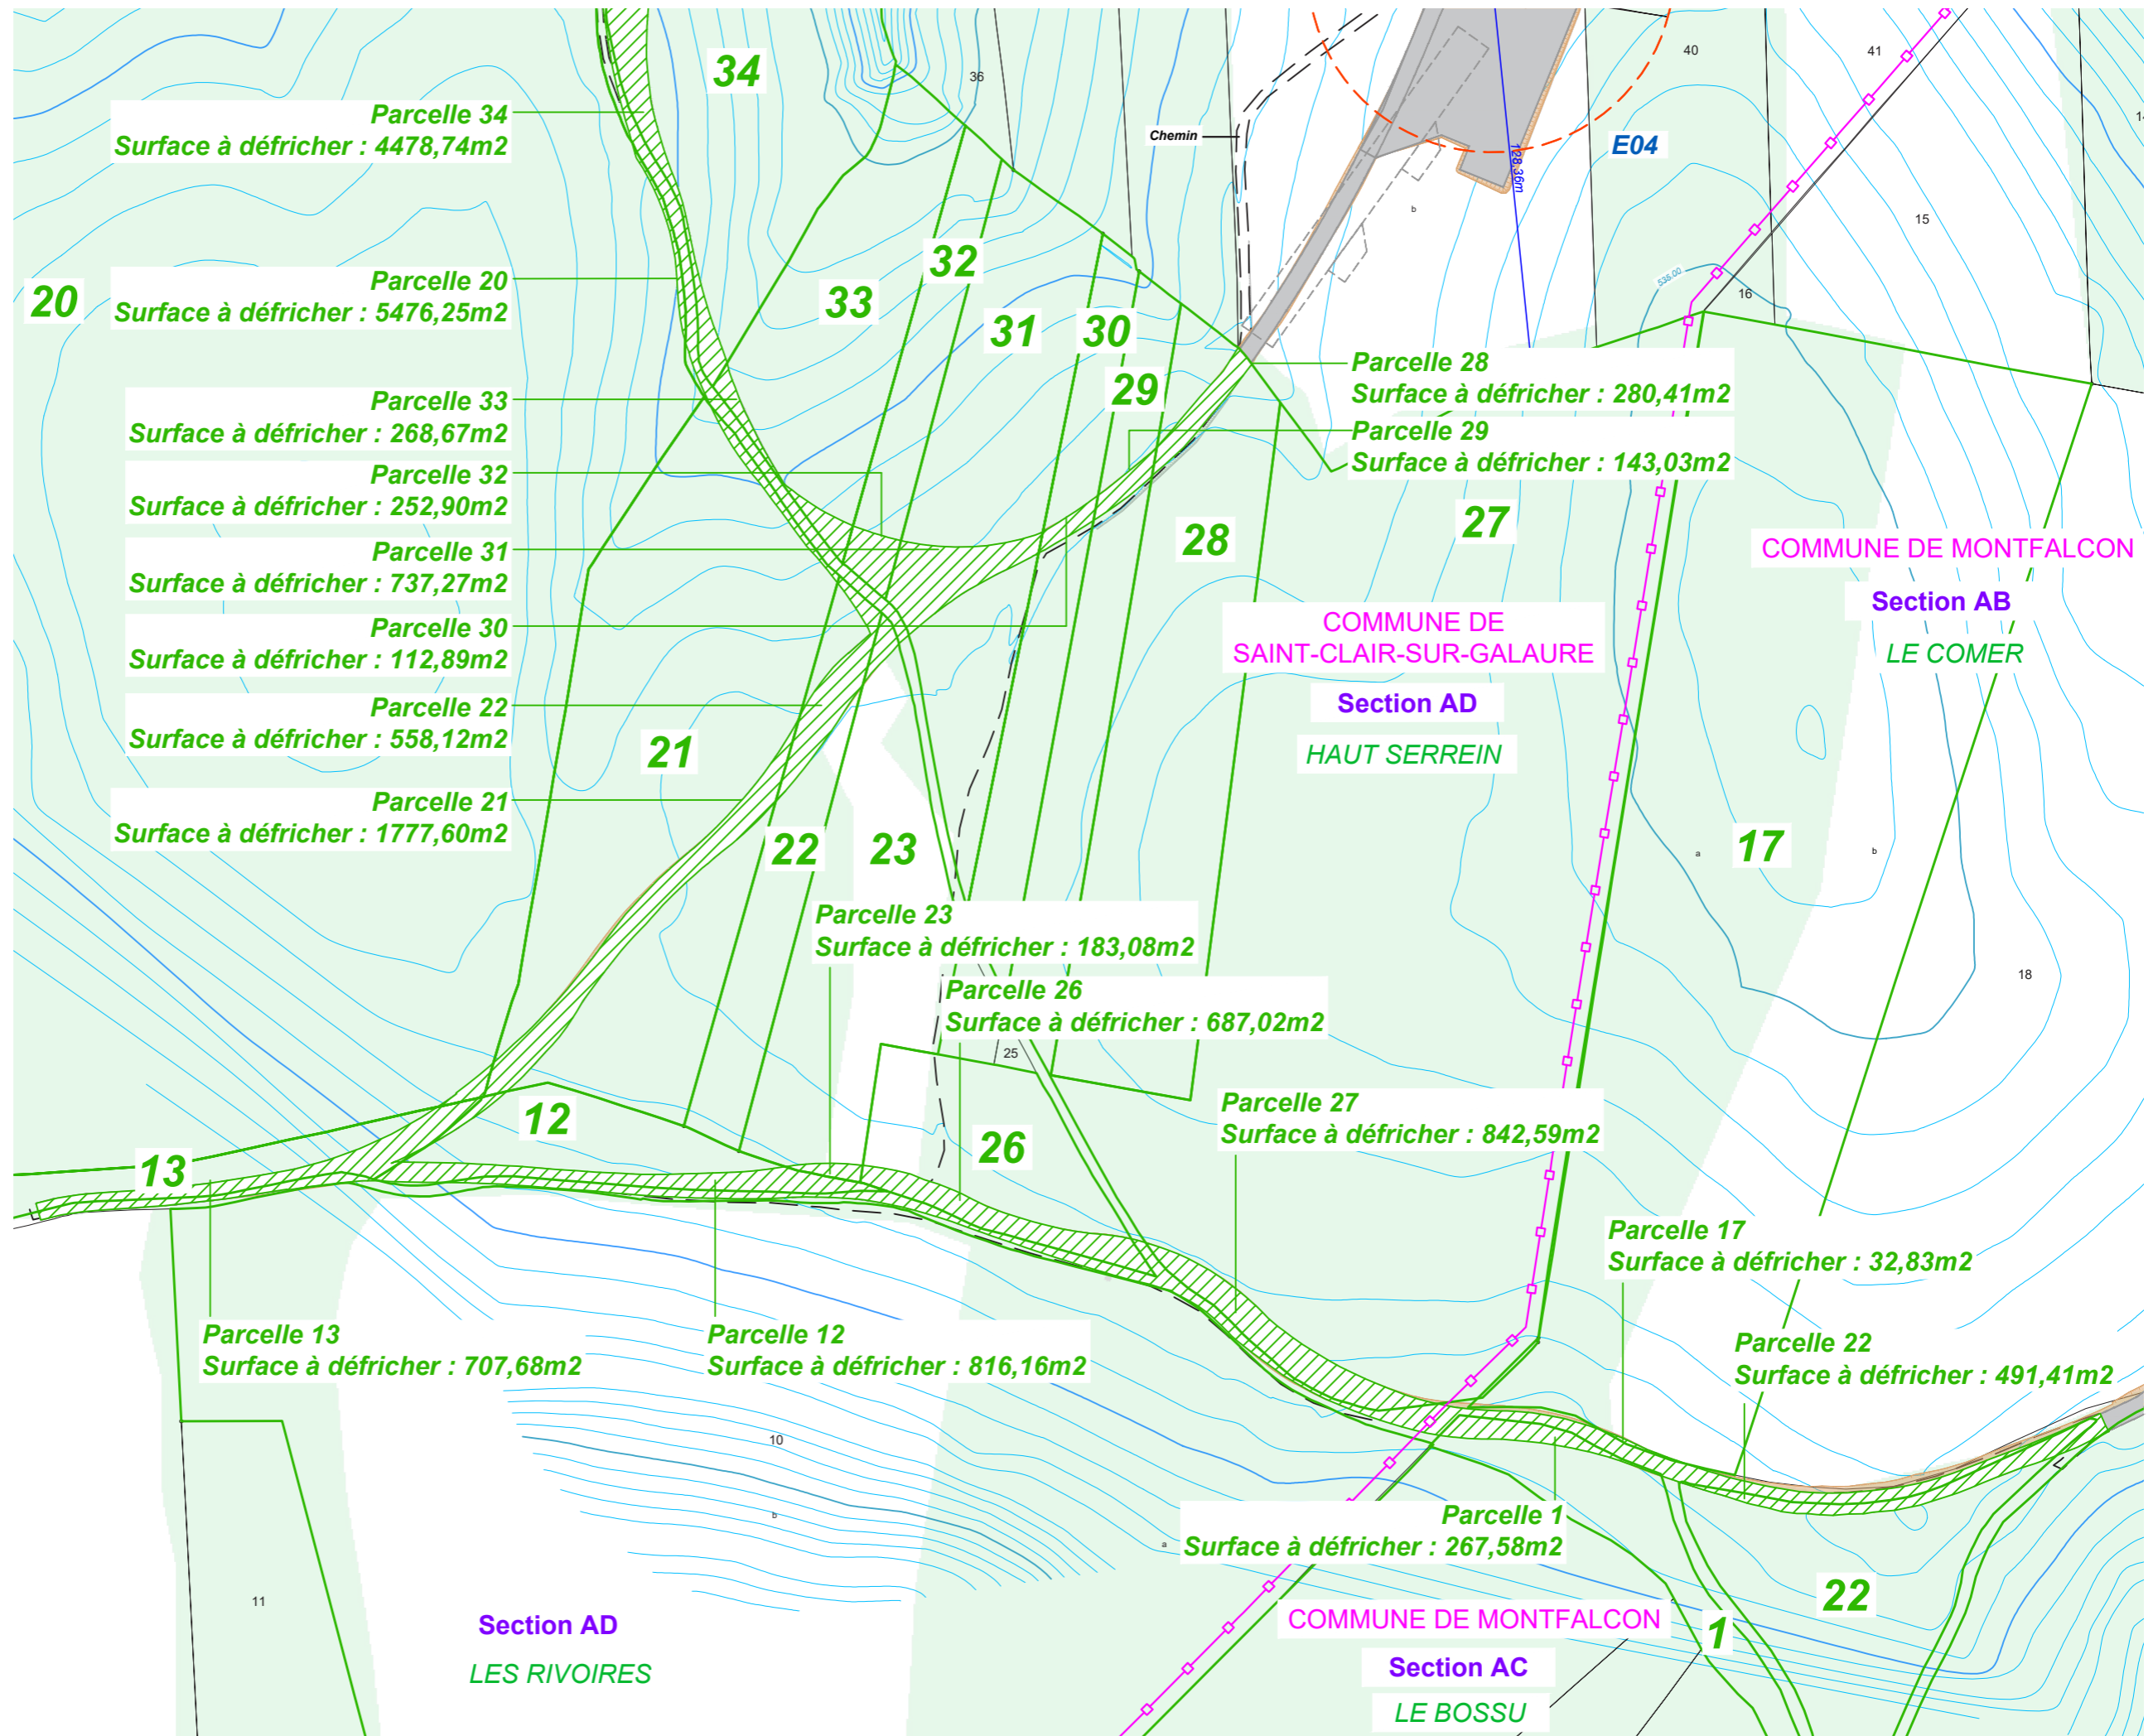 34
36
40
41
14
Parcelle 34
Surface à défricher : 4478,74m2
Chemin
E04
128,36m
b
15
20
Parcelle 20
Surface à défricher : 5476,25m2
32
33
31
30
29
535.00
16
Parcelle 33
Surface à défricher : 268,67m2
Parcelle 28
Surface à défricher : 280,41m2
Parcelle 29
Surface à défricher : 143,03m2
Parcelle 32
Surface à défricher : 252,90m2
28
27
Parcelle 31
Surface à défricher : 737,27m2
COMMUNE DE MONTFALCON
Section AB
LE COMER
Parcelle 30
Surface à défricher : 112,89m2
COMMUNE DE
SAINT-CLAIR-SUR-GALAURE
Section AD
HAUT SERREIN
Parcelle 22
Surface à défricher : 558,12m2
21
Parcelle 21
Surface à défricher : 1777,60m2
22
23
a
17
b
Parcelle 23
Surface à défricher : 183,08m2
18
Parcelle 26
Surface à défricher : 687,02m2
25
12
26
Parcelle 27
Surface à défricher : 842,59m2
13
Parcelle 17
Surface à défricher : 32,83m2
Parcelle 13
Surface à défricher : 707,68m2
Parcelle 12
Surface à défricher : 816,16m2
Parcelle 22
Surface à défricher : 491,41m2
10
b
Parcelle 1
Surface à défricher : 267,58m2
a
11
22
1
Section AD
LES RIVOIRES
COMMUNE DE MONTFALCON
Section AC
LE BOSSU